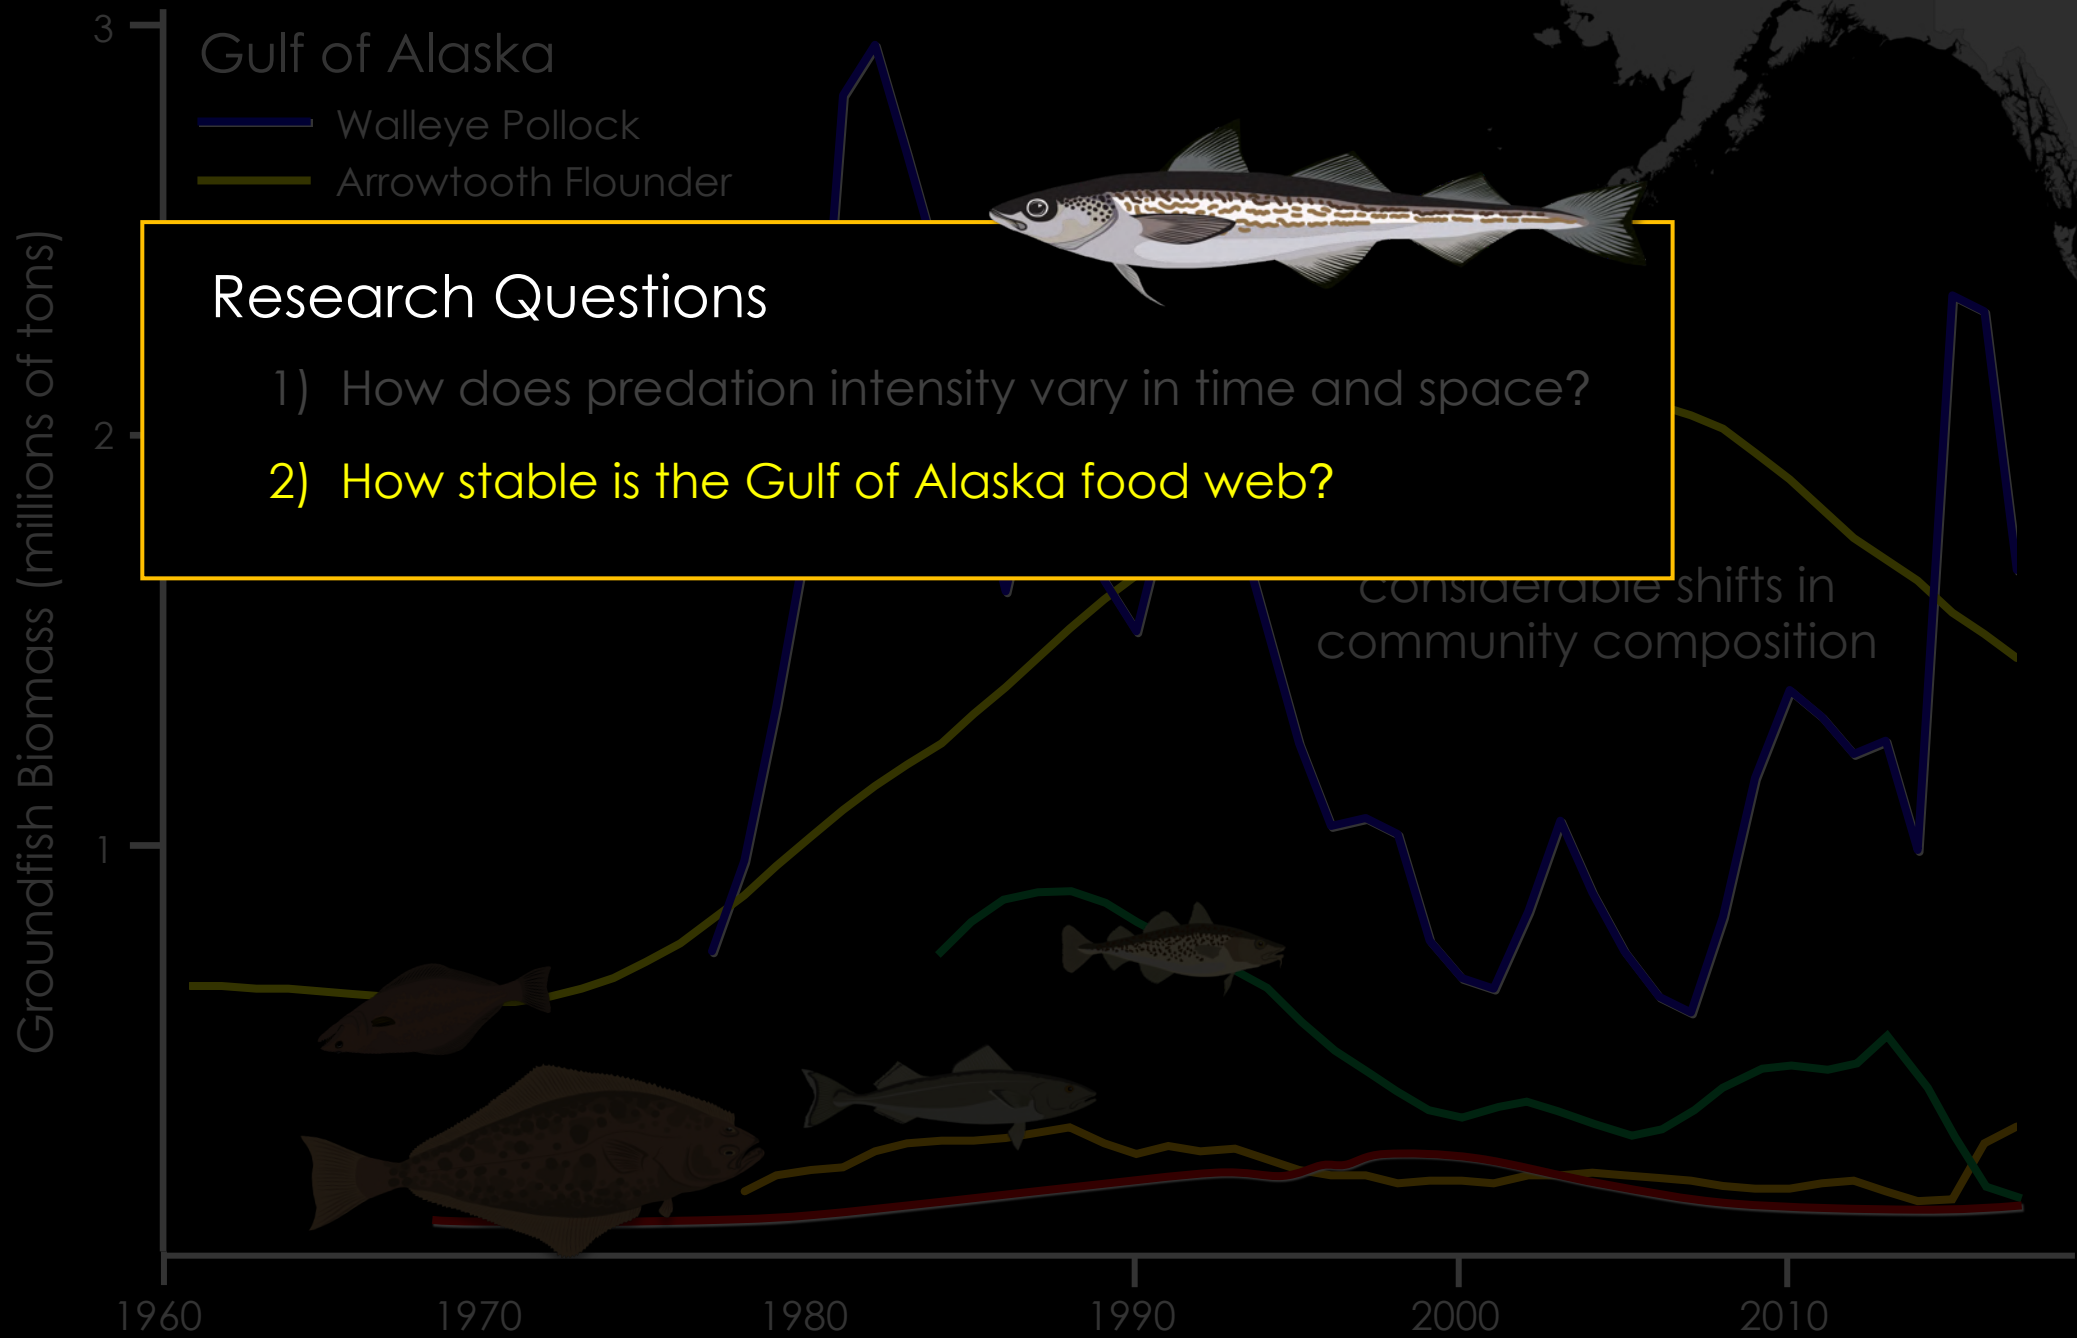 3
Gulf of Alaska
Walleye Pollock
Arrowtooth Flounder
Groundfish Biomass (millions of tons)
Research Questions
1) How does predation intensity vary in time and space?
2
2) How stable is the Gulf of Alaska food web?
considerable shifts in
community composition
1
1960 1970 1980 1990 2000 2010